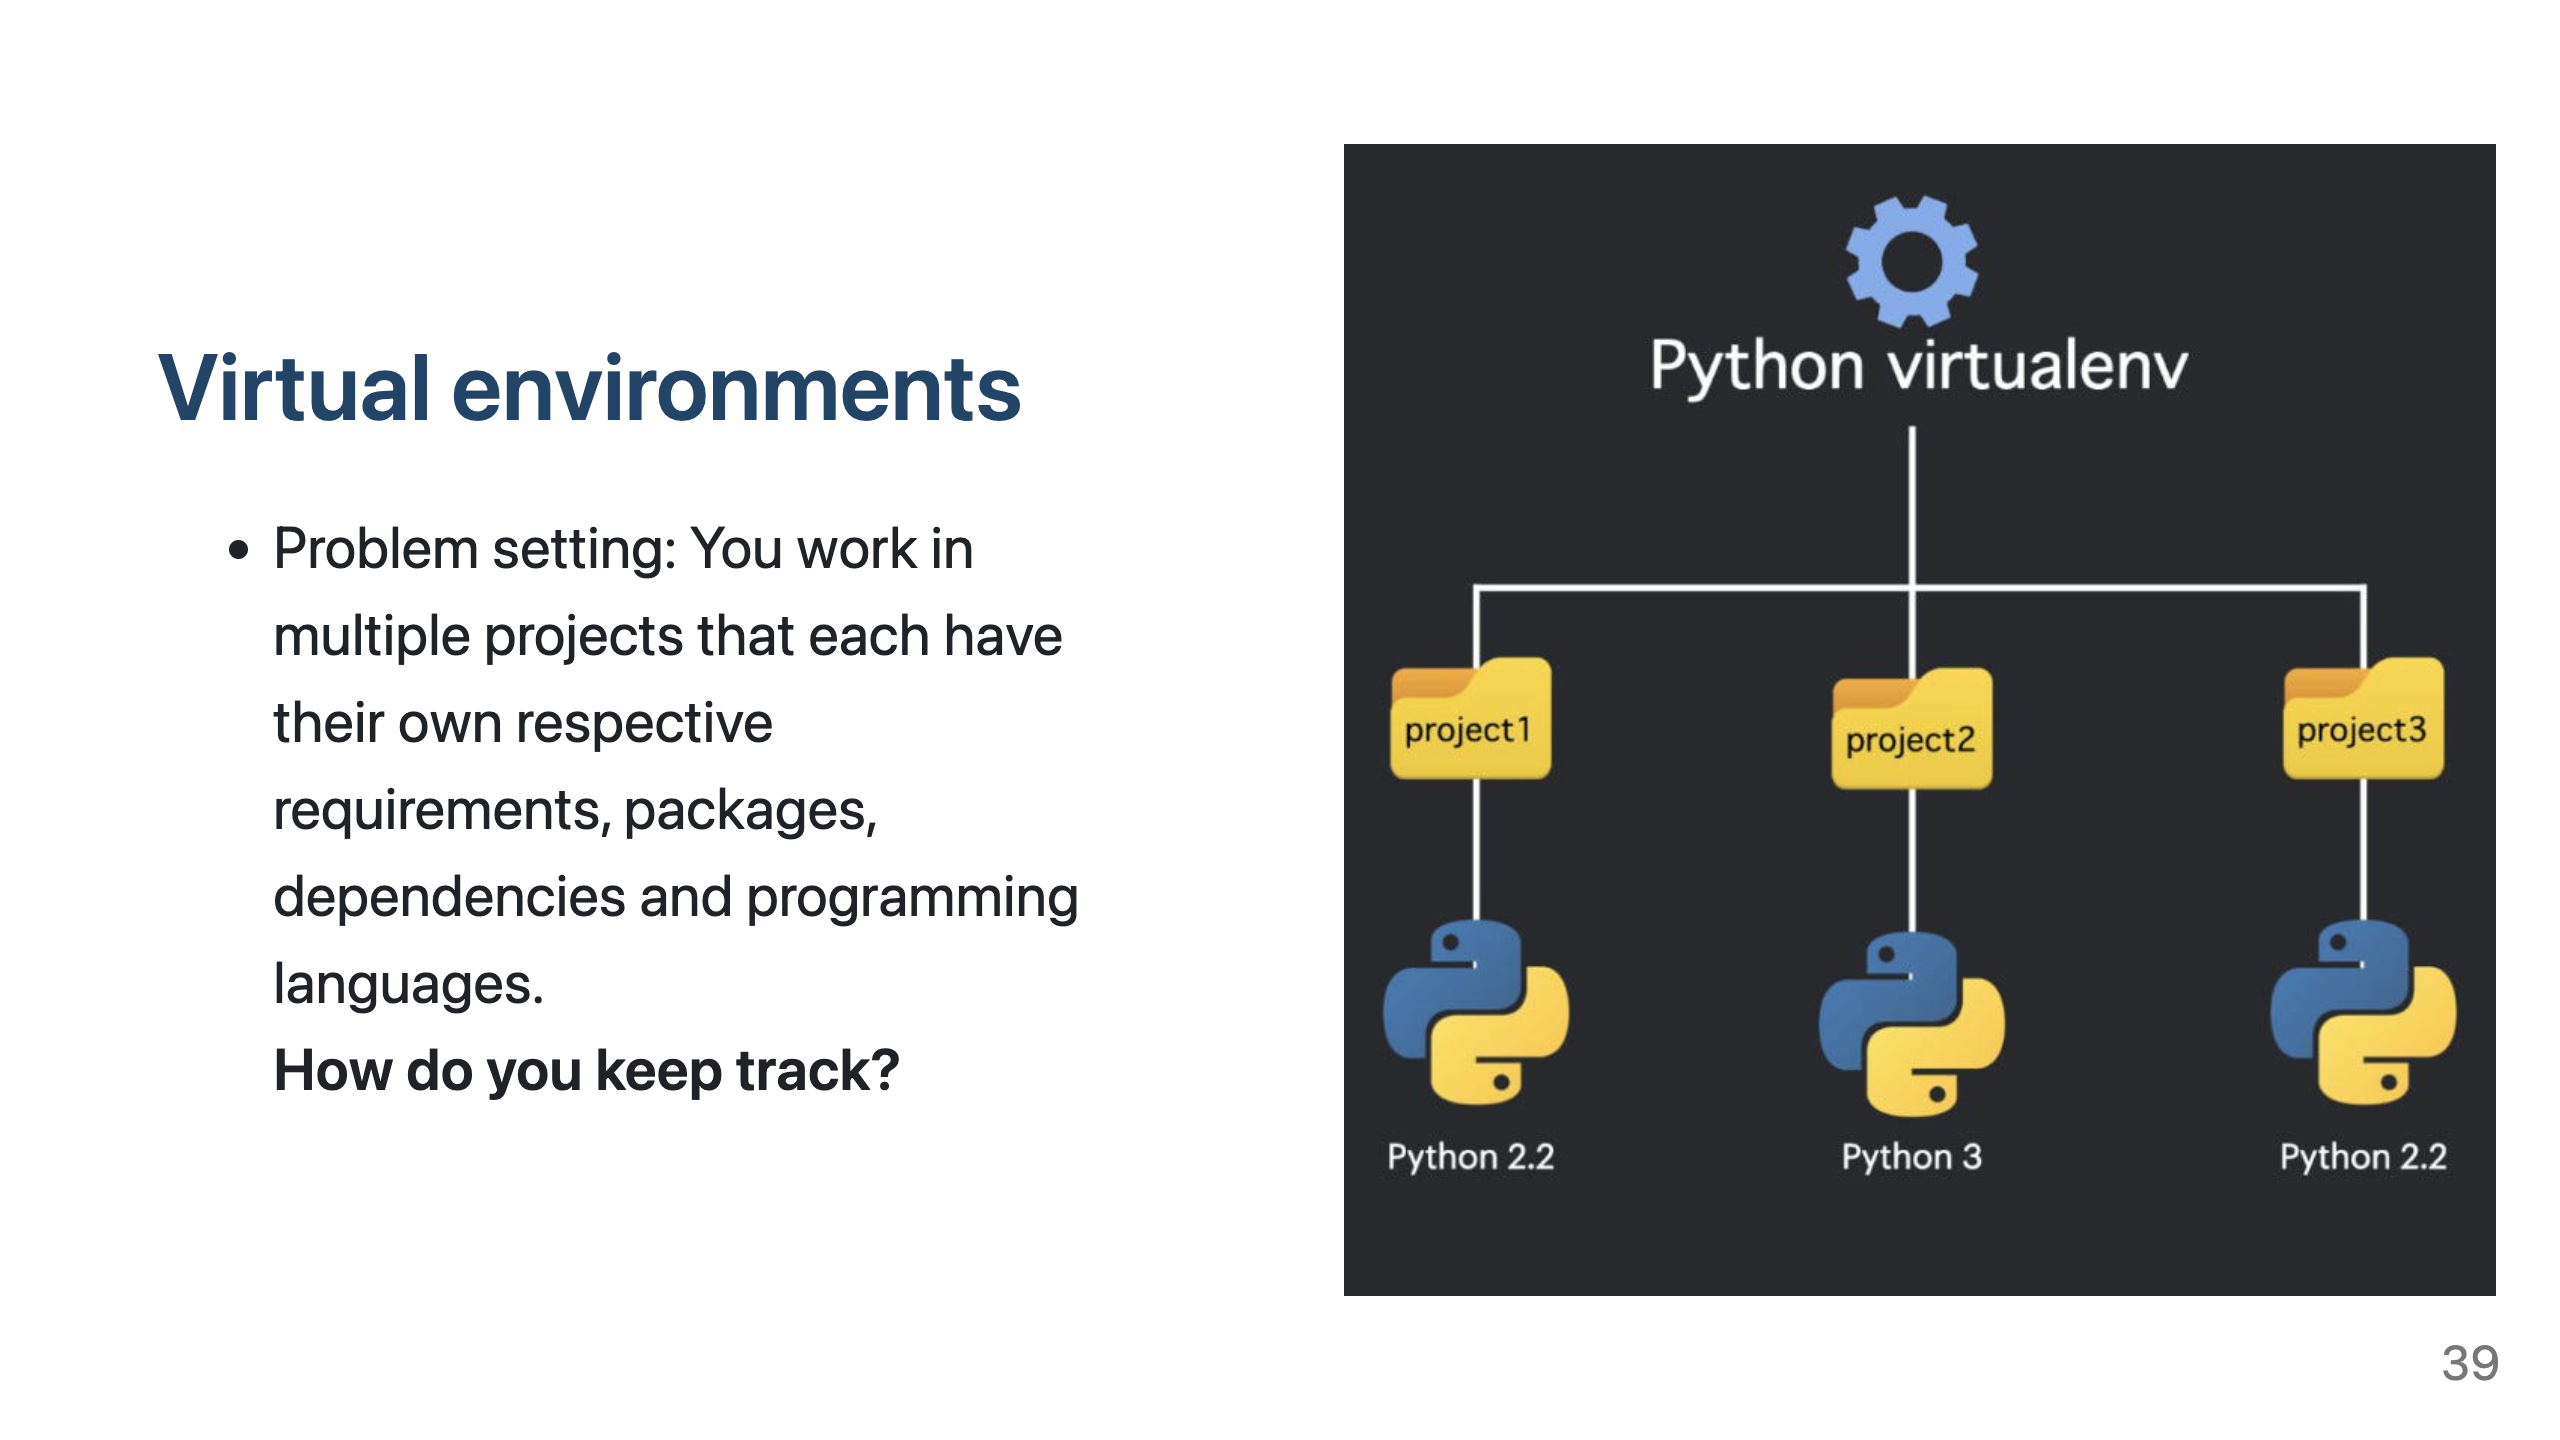 Virtual environments
• Problem setting: You work in
multiple projects that each have
their own respective
requirements, packages,
dependencies and programming
languages.
How do you keep track?
Python virtualenv
project1
project2
project3
Python 2.2
Python 3
Python 2.2
39